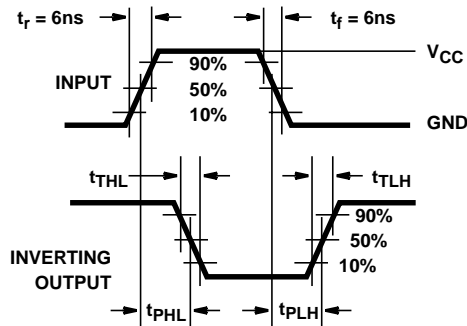 t_r = 6ns
t_f = 6ns
V_CC
INPUT
90%
50%
10%
GND
t_THL
t_TLH
90%
50%
10%
INVERTING
OUTPUT
t_PHL
t_PLH